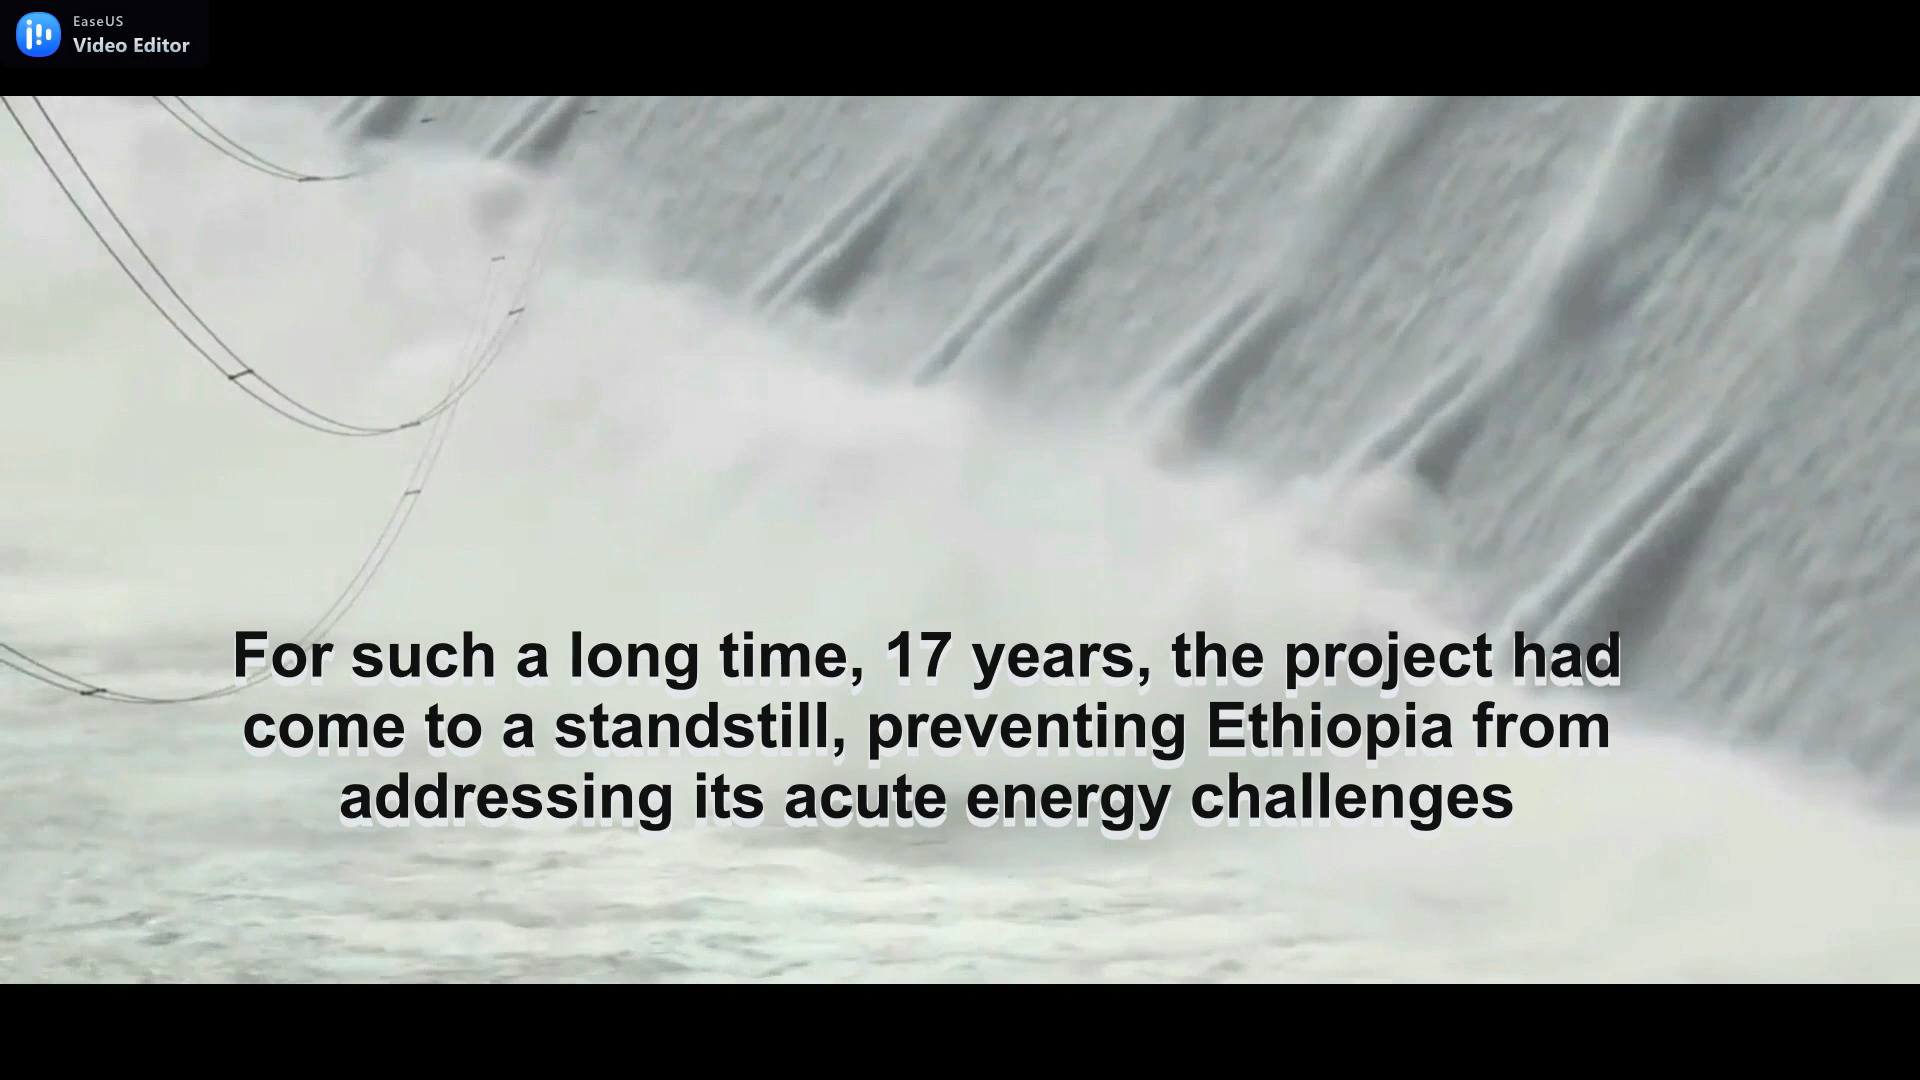 EaseUS
Video Editor
For such a long time, 17 years, the project had
come to a standstill, preventing Ethiopia from
addressing its acute energy challenges